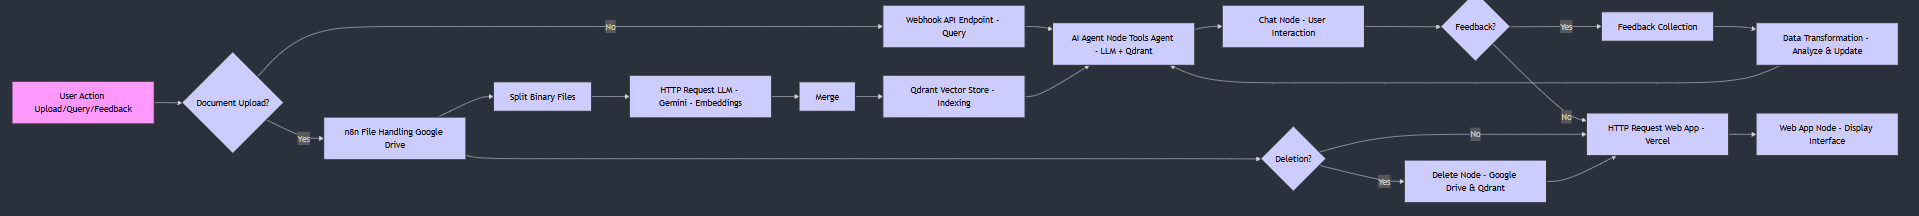 User Action
Upload/Query/Feedback
Document Upload?
No
Yes
n8n File Handling Google
Drive
Split Binary Files
HTTP Request LLM -
Gemini - Embeddings
Merge
Webhook API Endpoint -
Query
Qdrant Vector Store -
Indexing
AI Agent Node Tools Agent
- LLM + Qdrant
Chat Node - User
Interaction
Feedback?
Yes
Feedback Collection
Data Transformation -
Analyze & Update
No
Deletion?
No
Yes
Delete Node - Google
Drive & Qdrant
HTTP Request Web App -
Vercel
Web App Node - Display
Interface